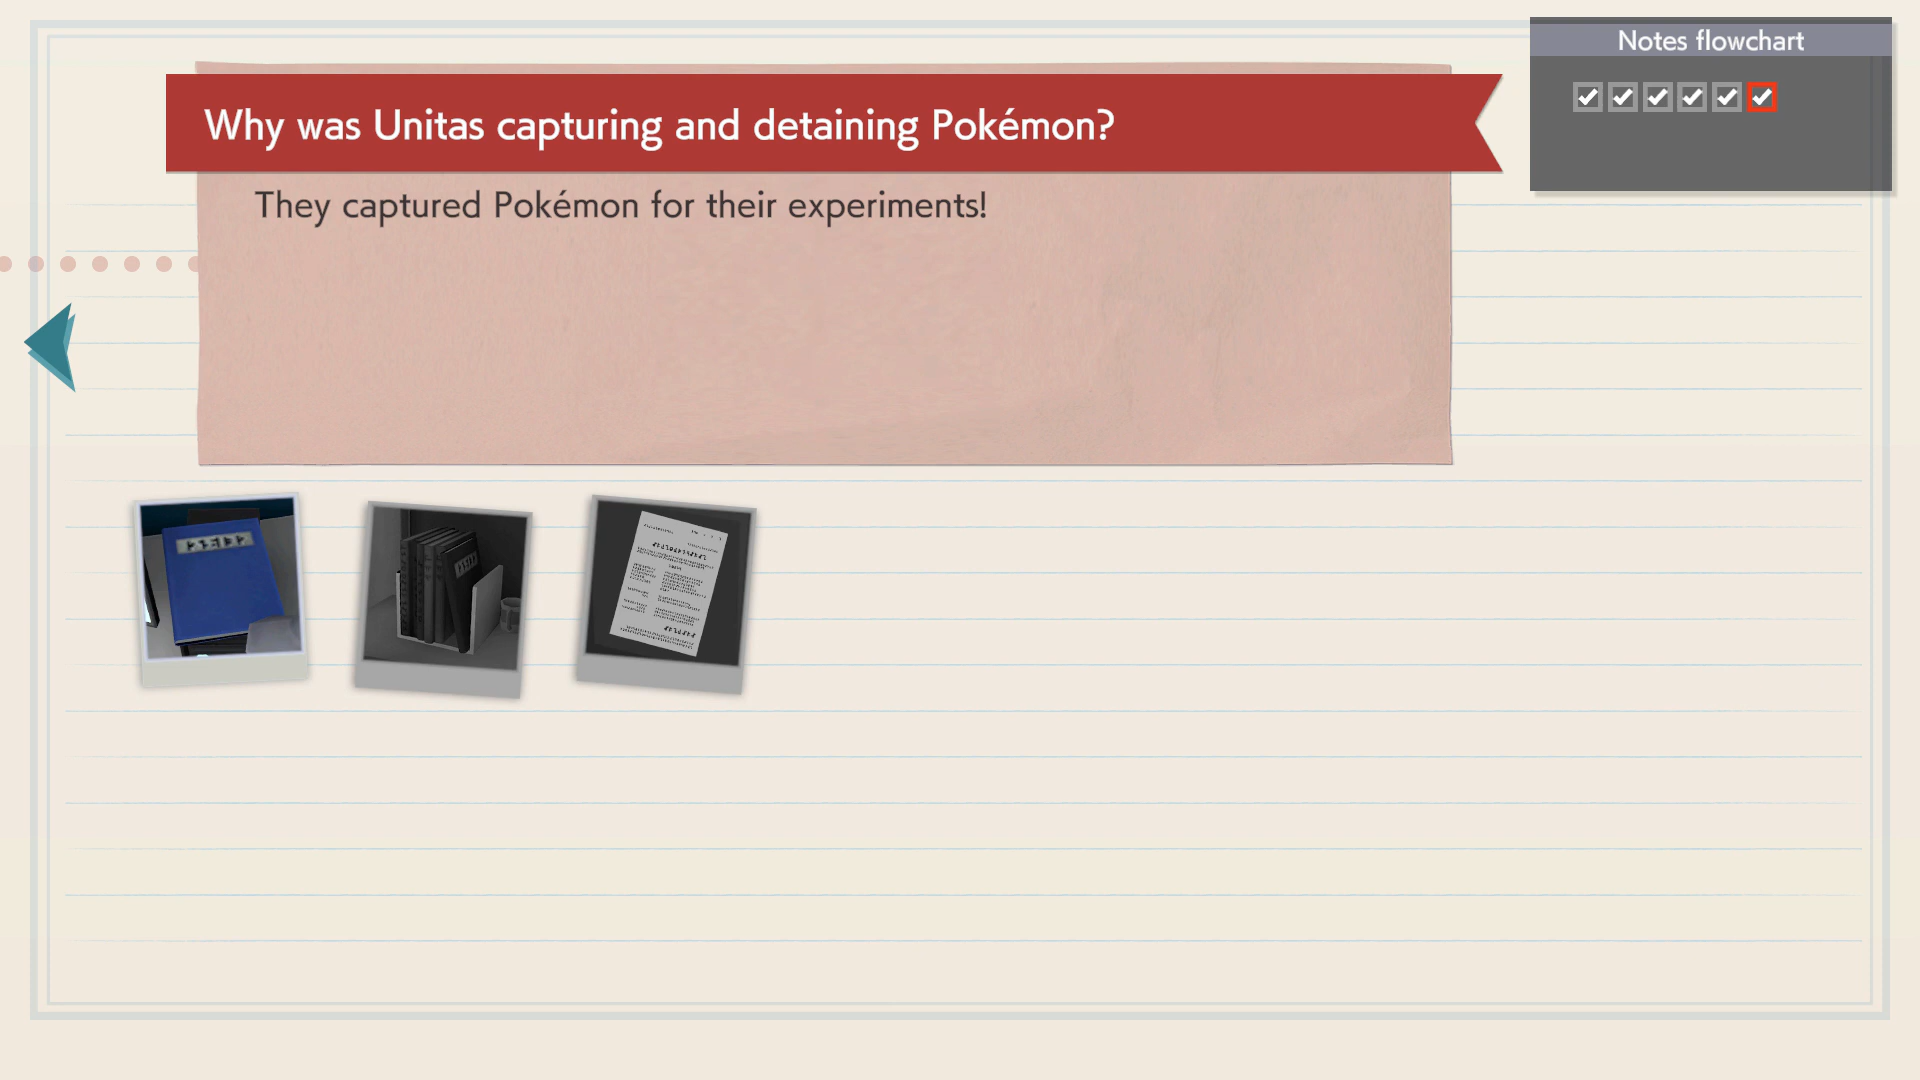 Notes flowchart
Why was Unitas capturing and detaining Pokémon?
They captured Pokémon for their experiments!